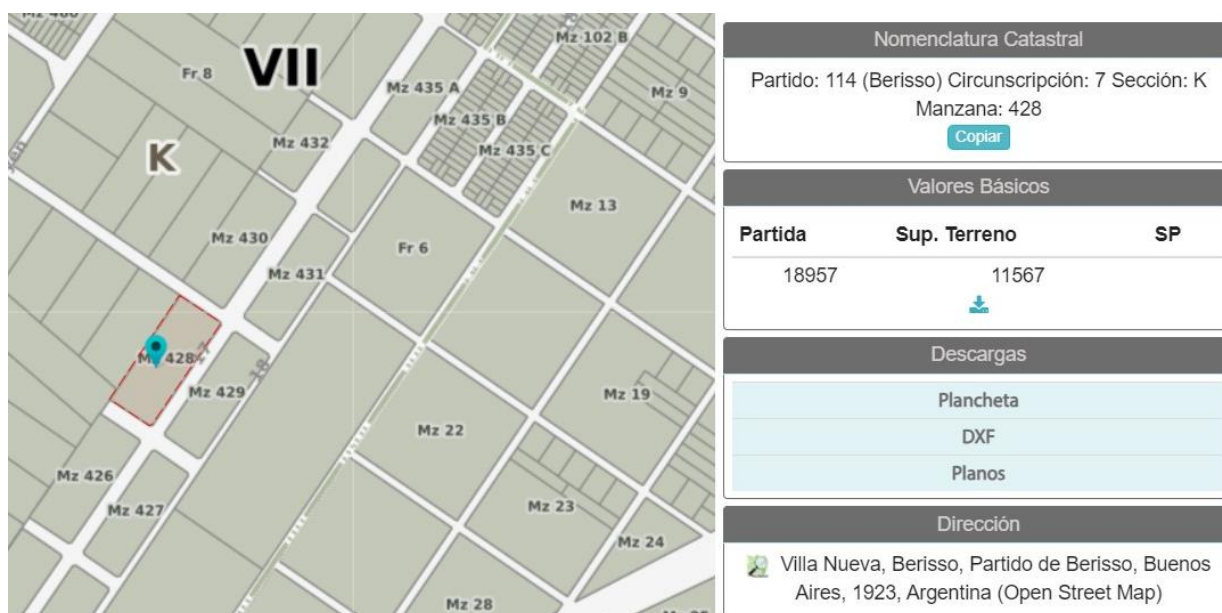 Mz 102 B
VII
Fr 8
Mz 435 A
Mz 9
Mz 435 B
Mz 432
Mz 435 C
K
Mz 13
Mz 430
Fr 6
Mz 431
Mz 428
17
18
Mz 429
Mz 19
Mz 22
Mz 426
Mz 427
Mz 23
Mz 24
Mz 28
Nomenclatura Catastral
Partido: 114 (Berisso) Circunscripción: 7 Sección: K
Manzana: 428
Copiar
Valores Básicos
Partida Sup. Terreno SP
18957 11567
Descargas
Plancheta
DXF
Planos
Dirección
Villa Nueva, Berisso, Partido de Berisso, Buenos
Aires, 1923, Argentina (Open Street Map)